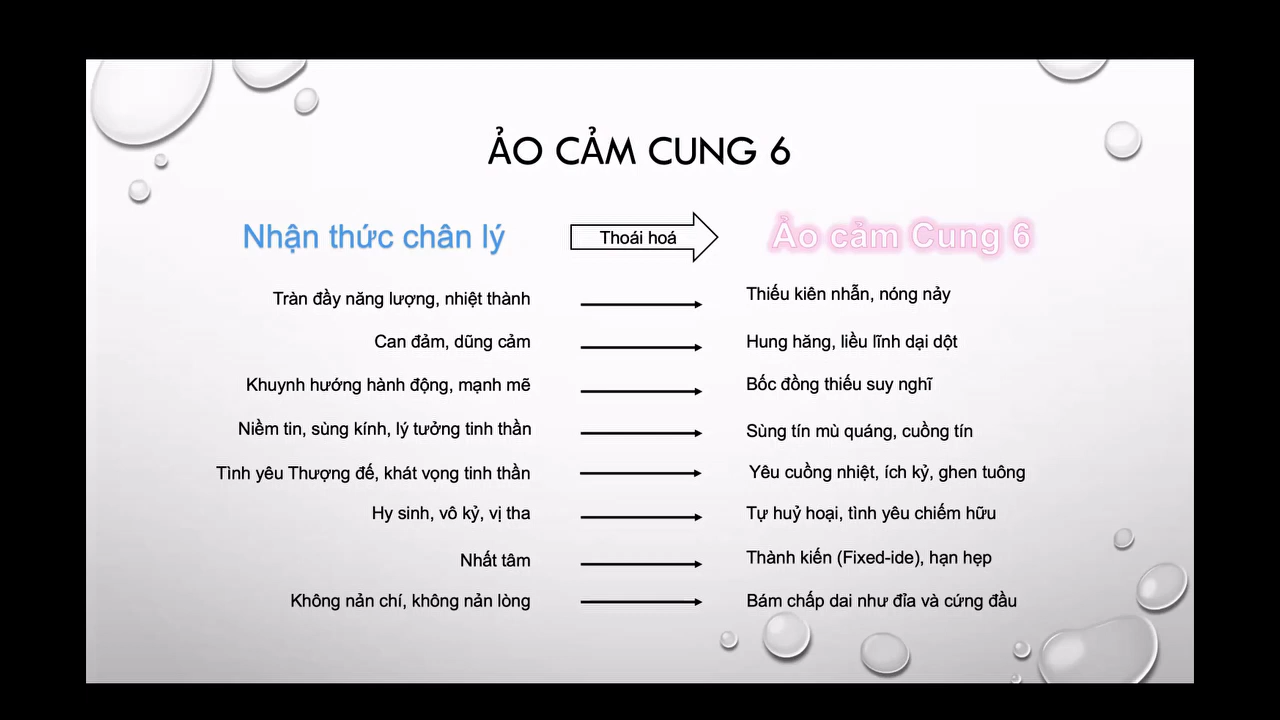 ẢO CẢM CUNG 6
Nhận thức chân lý
Thoái hoá
Ảo cảm Cung 6
Tràn đầy năng lượng, nhiệt thành
Thiếu kiên nhẫn, nóng nảy
Can đảm, dũng cảm
Hung hăng, liều lĩnh dại dột
Khuynh hướng hành động, mạnh mẽ
Bốc đồng thiếu suy nghĩ
Niềm tin, sùng kính, lý tưởng tinh thần
Sùng tín mù quáng, cuồng tín
Tình yêu Thượng đế, khát vọng tinh thần
Yêu cuồng nhiệt, ích kỷ, ghen tuông
Hy sinh, vô kỷ, vị tha
Tự huỷ hoại, tình yêu chiếm hữu
Nhất tâm
Thành kiến (Fixed-ide), hạn hẹp
Không nản chí, không nản lòng
Bám chấp dai như đỉa và cứng đầu